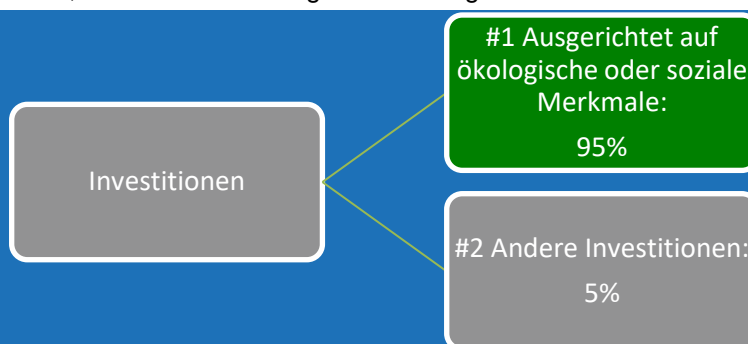 Investitionen
#1 Ausgerichtet auf
ökologische oder soziale
Merkmale:
95%
#2 Andere Investitionen:
5%